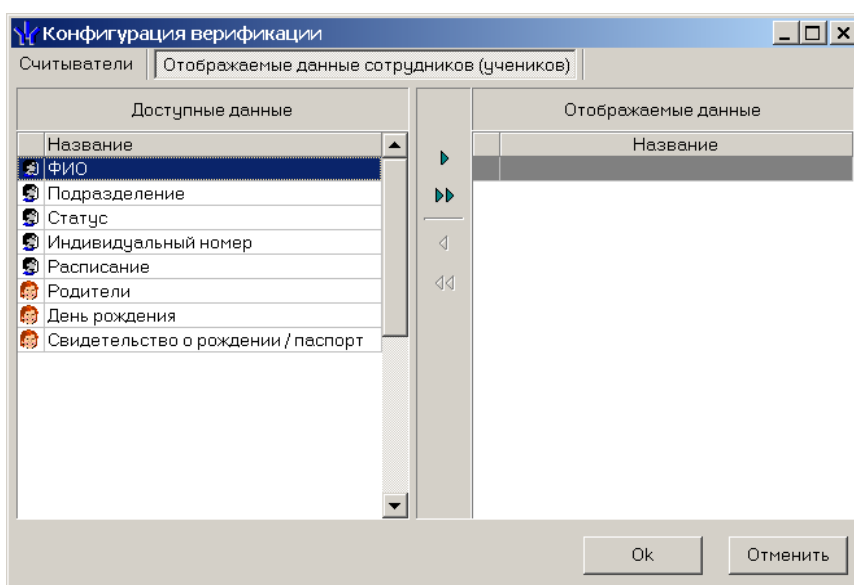 Конфигурация верификации
Считыватели Отображаемые данные сотрудников (учеников)
Доступные данные Отображаемые данные
Название Название
ФИО
Подразделение
Статус
Индивидуальный номер
Расписание
Родители
День рождения
Свидетельство о рождении / паспорт
Ok Отменить